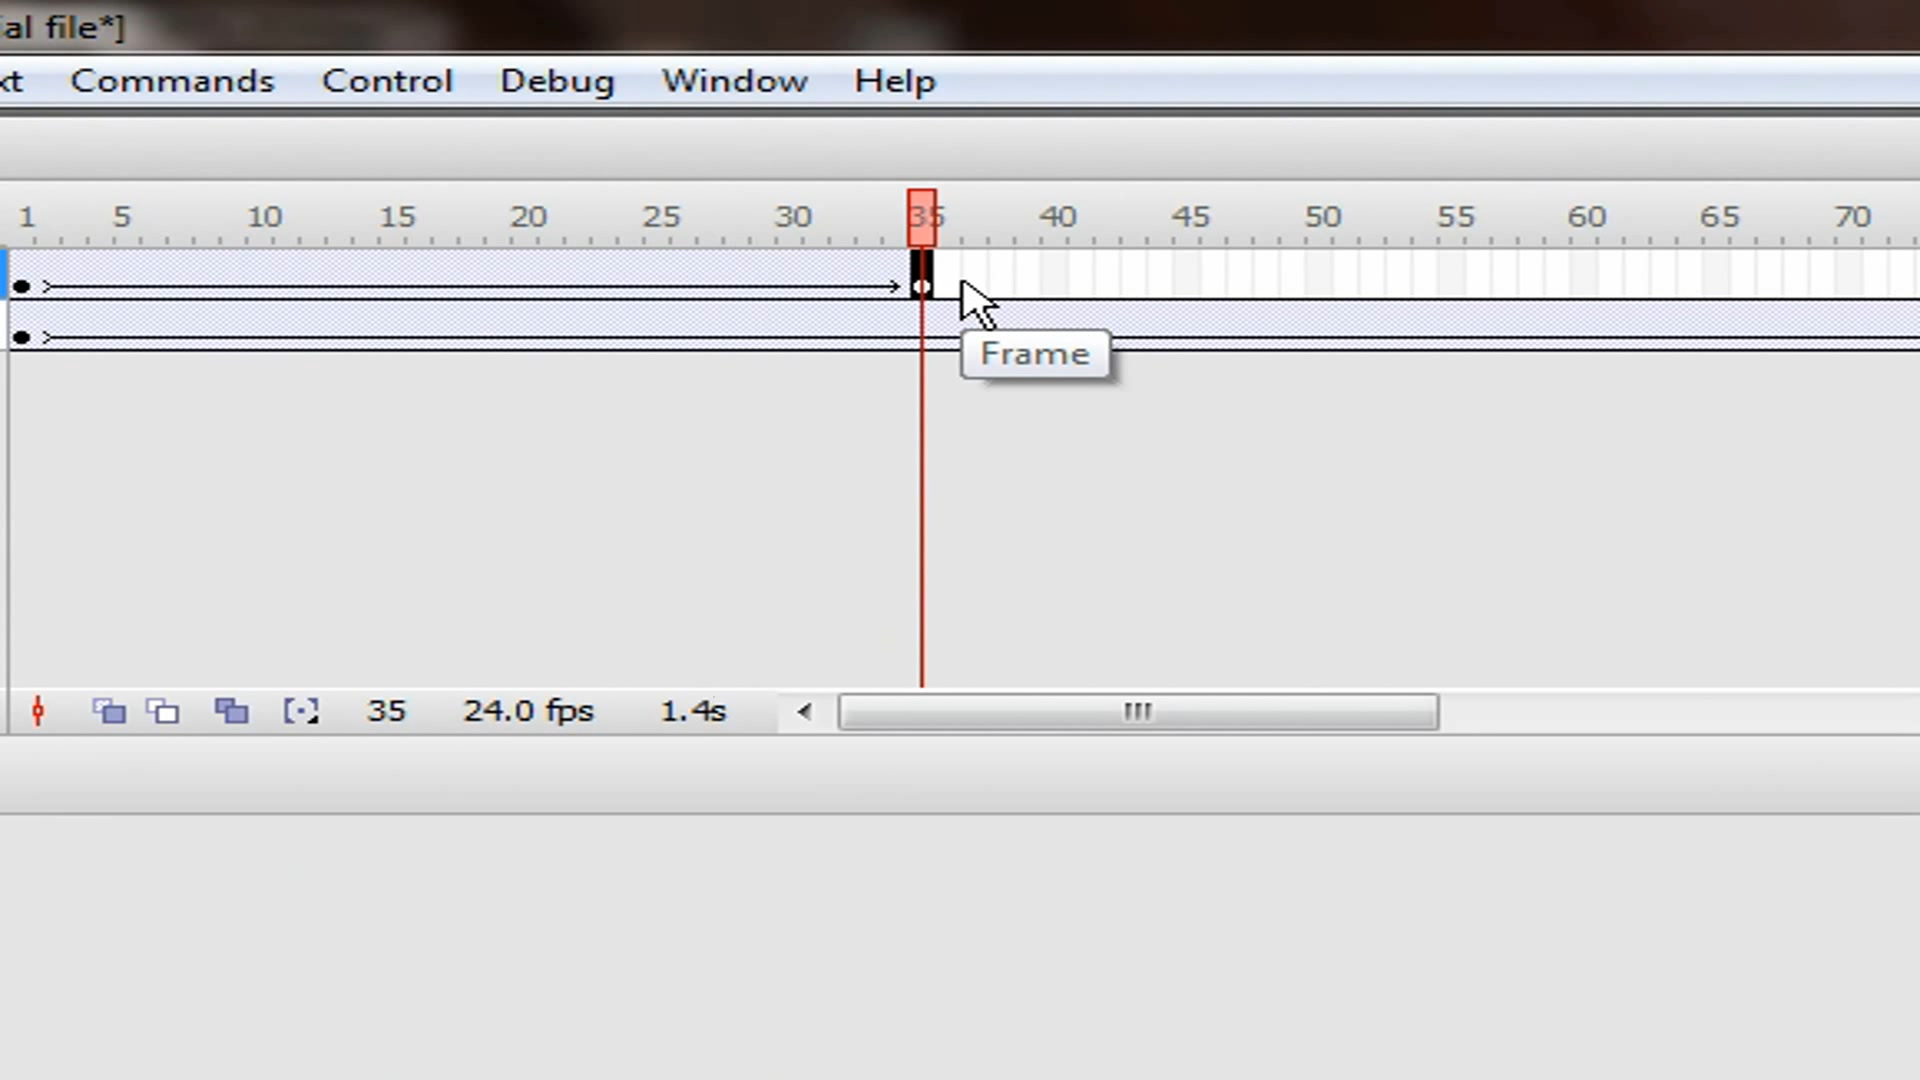 ial file*]
xt Commands Control Debug Window Help
1 5 10 15 20 25 30 35 40 45 50 55 60 65 70
Frame
35 24.0 fps 1.4s